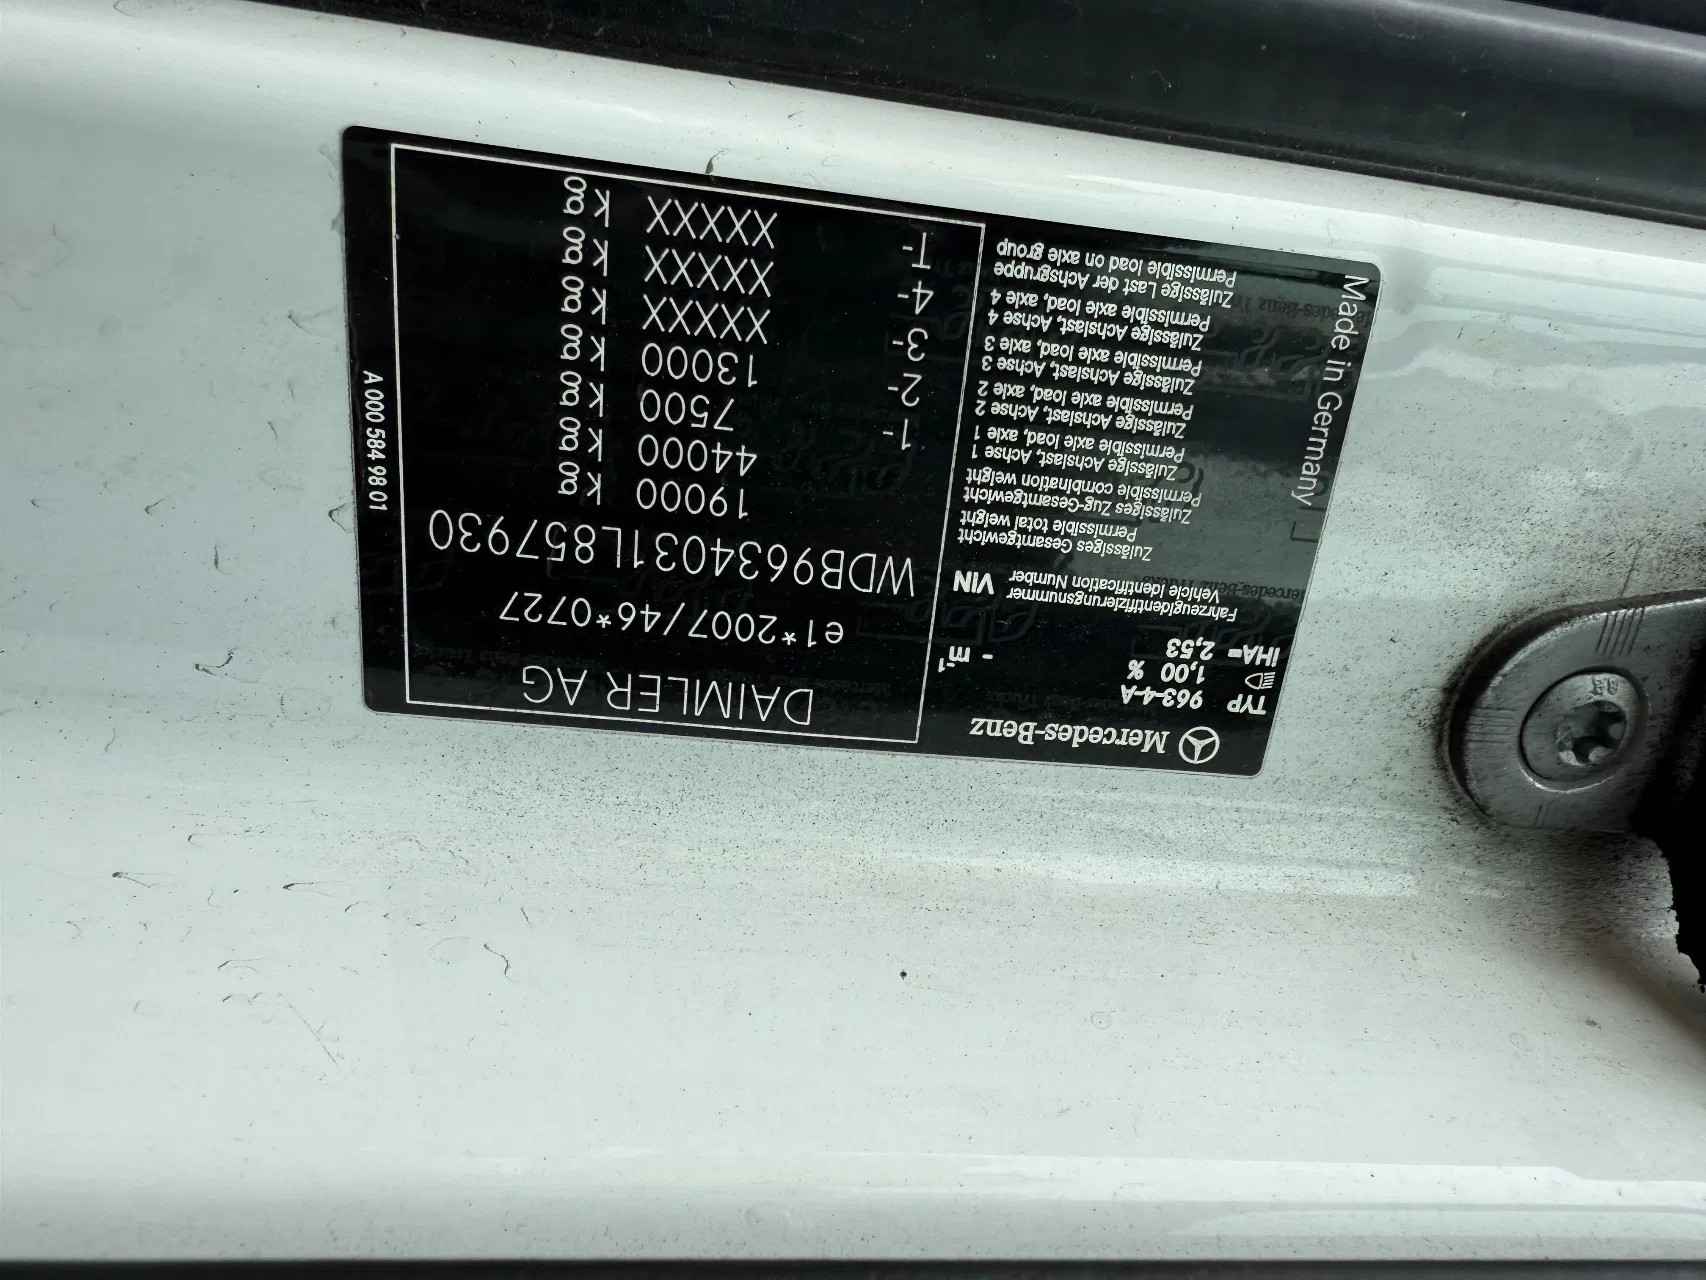 Mercedes-Benz
TYP 963-4-A
1,00 %
IHA= 2,53 - m-1
DAIMLER AG
e1*2007/46*0727
Fahrzeugidentifizierungsnummer
Vehicle Identification Number VIN
WDB9634031L857930
Zulässiges Gesamtgewicht
Permissible total weight
19000 kg
Zulässiges Zug-Gesamtgewicht
Permissible combination weight
44000 kg
Zulässige Achslast, Achse 1
Permissible axle load, axle 1
1- 7500 kg
Zulässige Achslast, Achse 2
Permissible axle load, axle 2
2- 13000 kg
Zulässige Achslast, Achse 3
Permissible axle load, axle 3
3- XXXXX kg
Zulässige Achslast, Achse 4
Permissible axle load, axle 4
4- XXXXX kg
Zulässige Last der Achsgruppe
Permissible load on axle group
T- XXXXX kg
Made in Germany
A 000 584 98 01